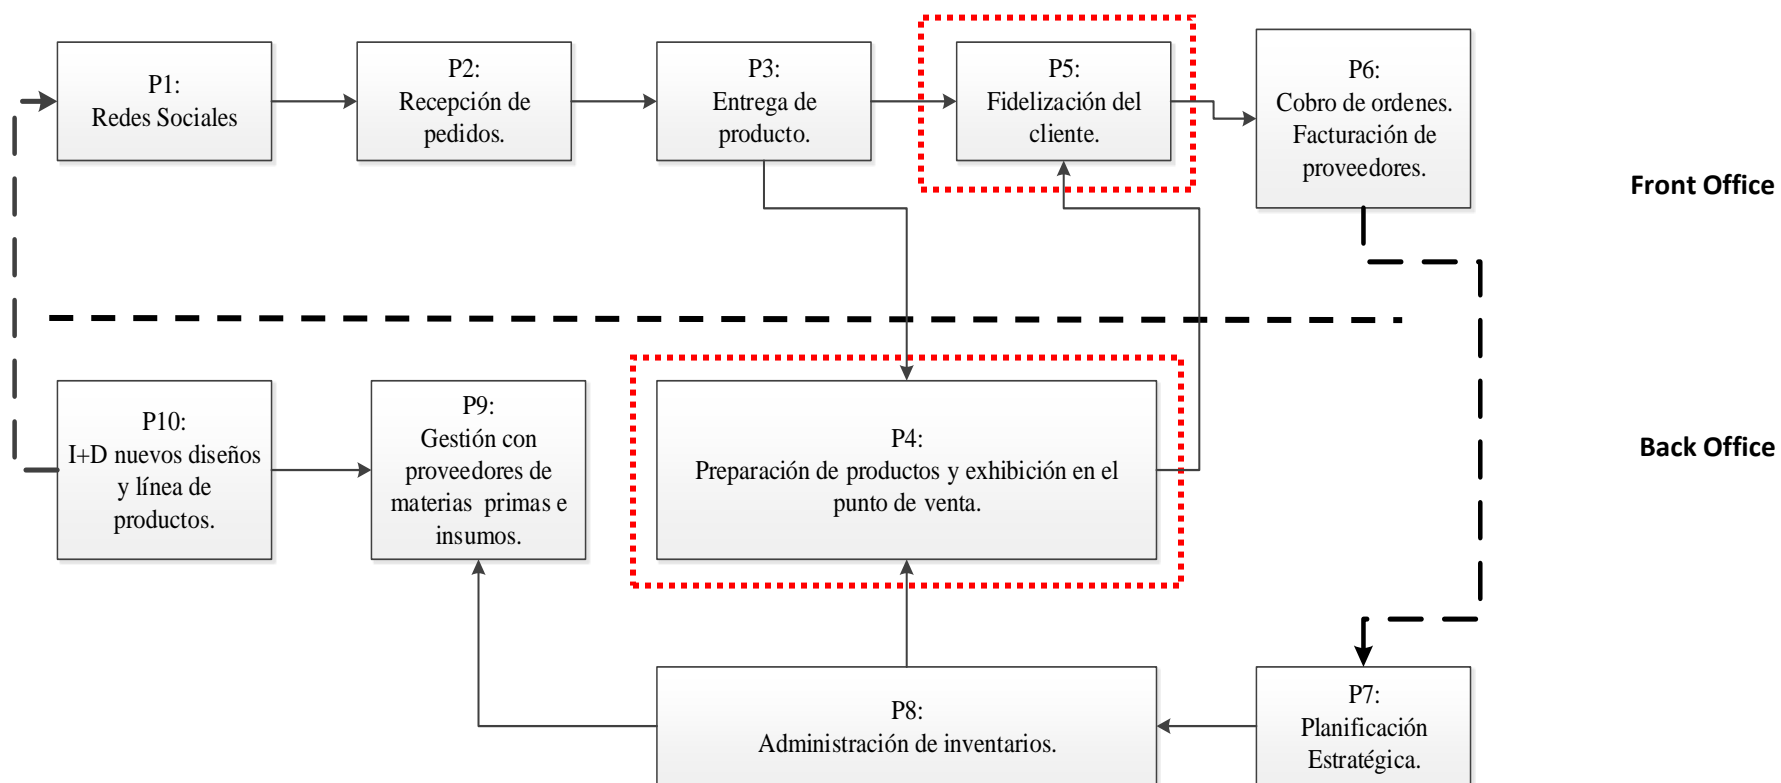 P1:
Redes Sociales
P2:
Recepción de
pedidos.
P3:
Entrega de
producto.
P5:
Fidelización del
cliente.
P6:
Cobro de ordenes.
Facturación de
proveedores.
Front Office
P10:
I+D nuevos diseños
y línea de
productos.
P9:
Gestión con
proveedores de
materias primas e
insumos.
P4:
Preparación de productos y exhibición en el
punto de venta.
Back Office
P8:
Administración de inventarios.
P7:
Planificación
Estratégica.